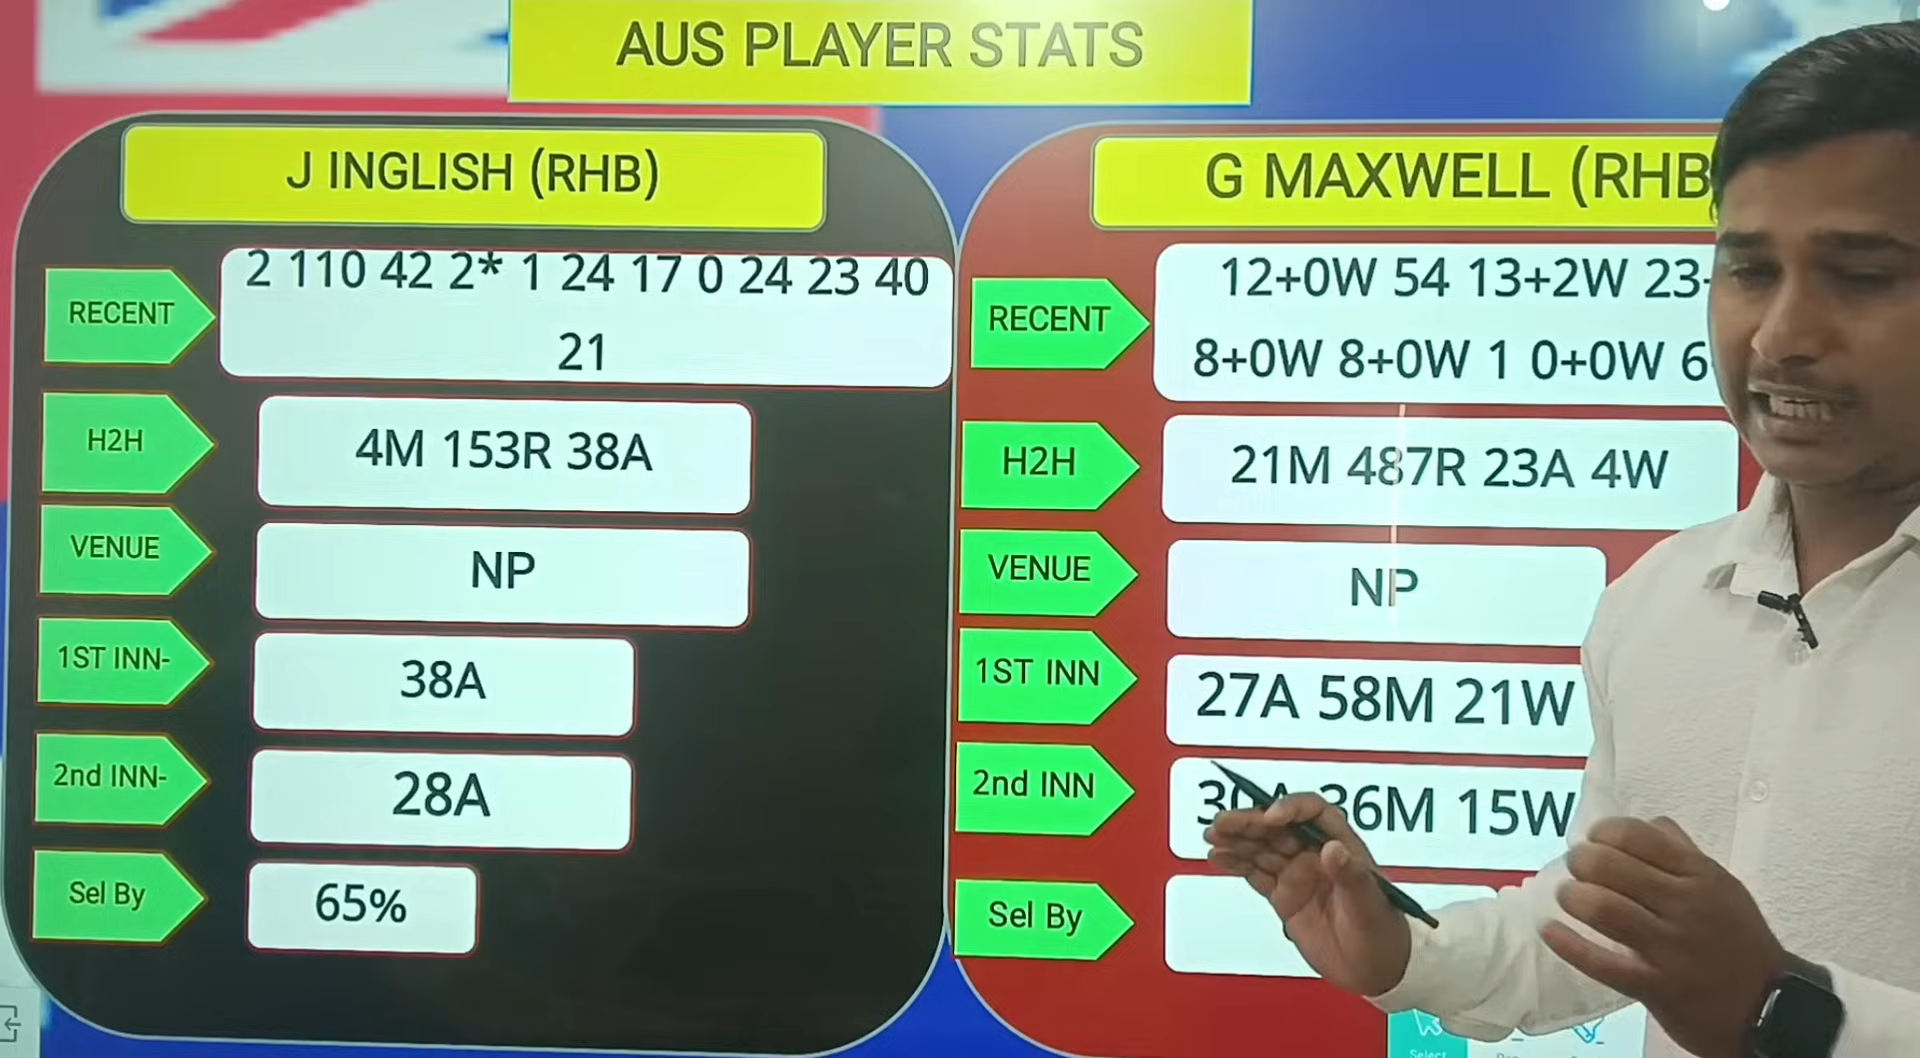 AUS PLAYER STATS
J INGLISH (RHB)
RECENT
2 110 42 2* 1 24 17 0 24 23 40
21
H2H
4M 153R 38A
VENUE
NP
1ST INN-
38A
2nd INN-
28A
Sel By
65%
G MAXWELL (RHB
RECENT
12+0W 54 13+2W 23
8+0W 8+0W 1 0+0W 6
H2H
21M 487R 23A 4W
VENUE
NP
1ST INN
27A 58M 21W
2nd INN
36M 15W
Sel By
Select